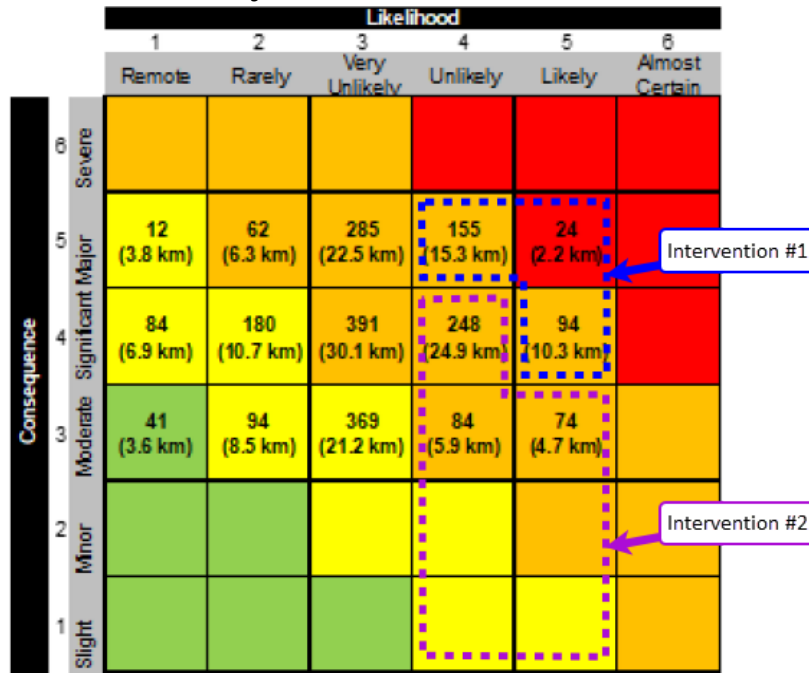 Likelihood
1 2 3 4 5 6
Remote Rarely Very Unlikely Unlikely Likely Almost Certain
Consequence
6 Severe
5 Major
12 62 285 155 24
(3.8 km) (6.3 km) (22.5 km) (15.3 km) (2.2 km)
Intervention #1
4 Significant
84 180 391 248 94
(6.9 km) (10.7 km) (30.1 km) (24.9 km) (10.3 km)
3 Moderate
41 94 369 84 74
(3.6 km) (8.5 km) (21.2 km) (5.9 km) (4.7 km)
2 Minor
Intervention #2
1 Slight